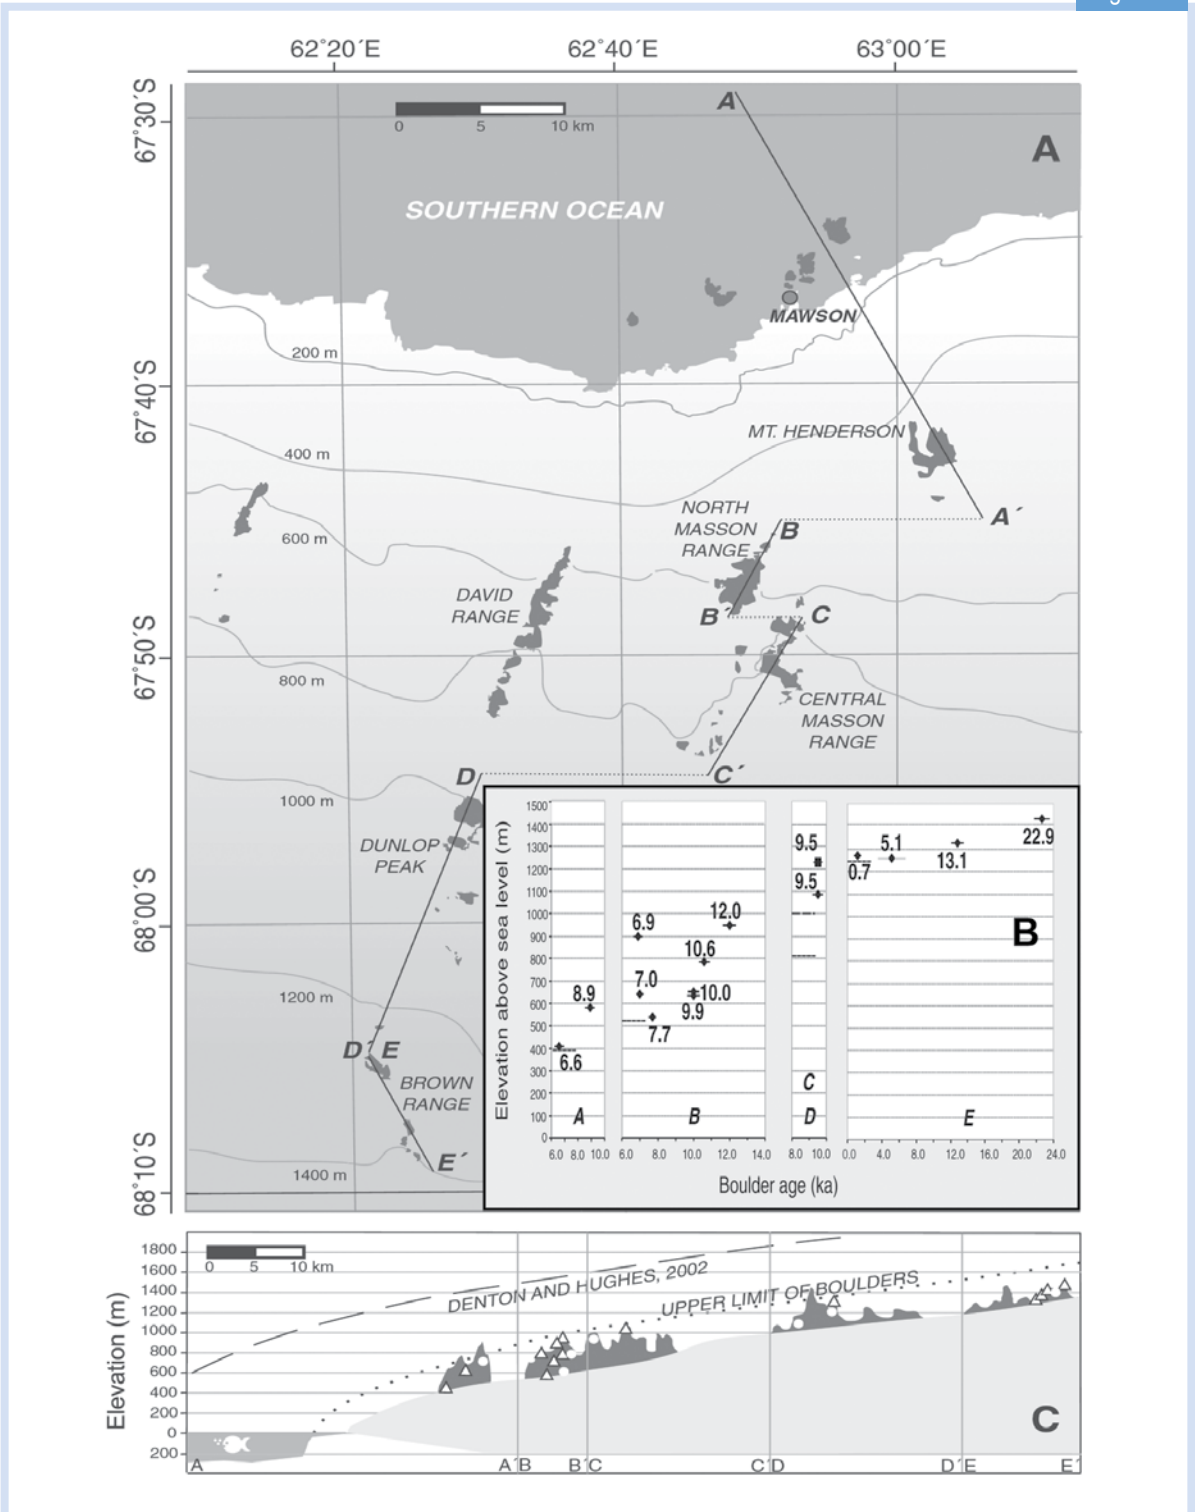 62°20´E 62°40´E 63°00´E
67°30´S
67°40´S
67°50´S
68°00´S
68°10´S
A
0 5 10 km
A
SOUTHERN OCEAN
MAWSON
200 m
MT. HENDERSON
400 m
NORTH
MASSON
RANGE
A´
B
600 m
DAVID
RANGE
B´ C
800 m
CENTRAL
MASSON
RANGE
D C´
1000 m
DUNLOP
PEAK
1200 m
D´ E
BROWN
RANGE
E´
1400 m
Elevation above sea level (m)
1500
1400
1300
1200
1100
1000
900
800
700
600
500
400
300
200
100
0
8.9
6.6
A
6.9 12.0
10.6
7.0
10.0
9.9
7.7
B
9.5
9.5
C
D
5.1
0.7 13.1 22.9
B
E
6.0 8.0 10.0 6.0 8.0 10.0 12.0 14.0 8.0 10.0 0.0 4.0 8.0 12.0 16.0 20.0 24.0
Boulder age (ka)
Elevation (m)
1800
1600
1400
1200
1000
800
600
400
200
0
200
0 5 10 km
DENTON AND HUGHES, 2002
UPPER LIMIT OF BOULDERS
C
A A´B B´C C´D D´E E´